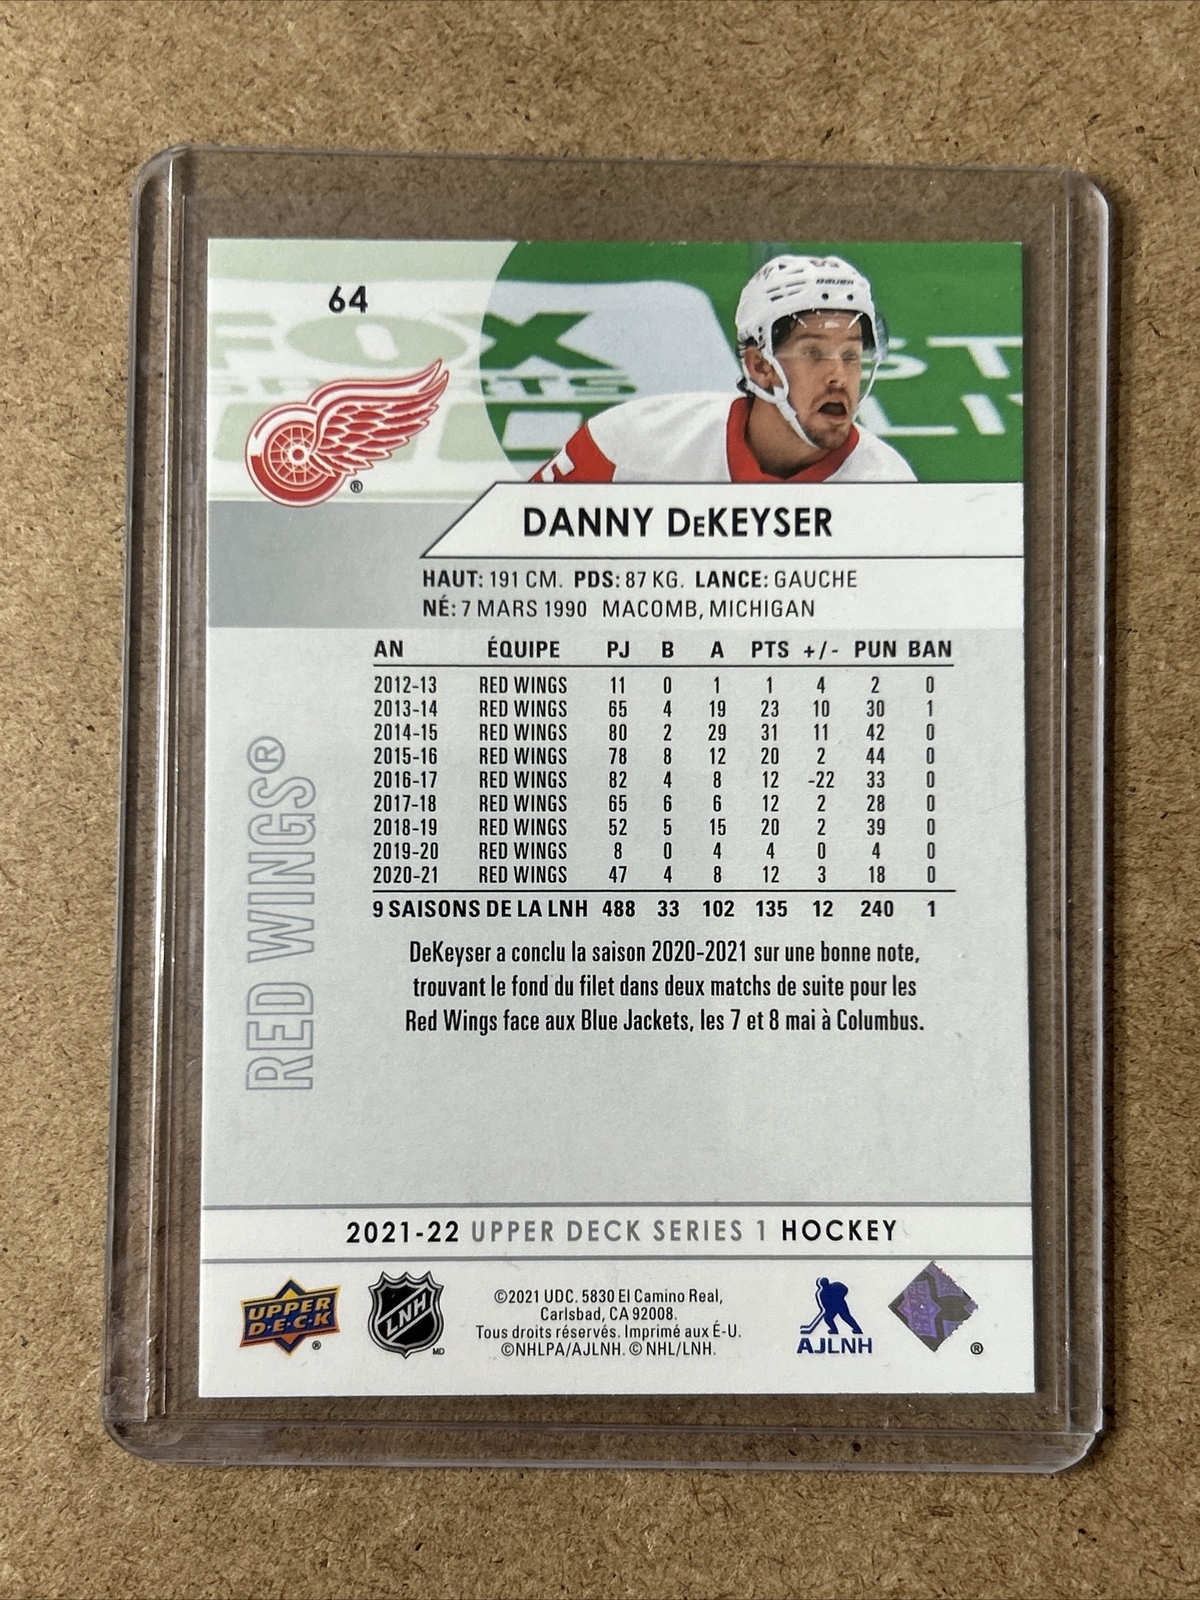 64
FOX
SPORTS
BAUER
DANNY DeKEYSER
HAUT: 191 CM. PDS: 87 KG. LANCE: GAUCHE
NÉ: 7 MARS 1990 MACOMB, MICHIGAN
AN ÉQUIPE PJ B A PTS +/- PUN BAN
2012-13 RED WINGS 11 0 1 1 4 2 0
2013-14 RED WINGS 65 4 19 23 10 30 1
2014-15 RED WINGS 80 2 29 31 11 42 0
2015-16 RED WINGS 78 8 12 20 2 44 0
2016-17 RED WINGS 82 4 8 12 -22 33 0
2017-18 RED WINGS 65 6 6 12 2 28 0
2018-19 RED WINGS 52 5 15 20 2 39 0
2019-20 RED WINGS 8 0 4 4 0 4 0
2020-21 RED WINGS 47 4 8 12 3 18 0
9 SAISONS DE LA LNH 488 33 102 135 12 240 1
RED WINGS®
DeKeyser a conclu la saison 2020-2021 sur une bonne note,
trouvant le fond du filet dans deux matchs de suite pour les
Red Wings face aux Blue Jackets, les 7 et 8 mai à Columbus.
2021-22 UPPER DECK SERIES 1 HOCKEY
UPPER
D•E•C•K
®
LNH
MD
©2021 UDC. 5830 El Camino Real,
Carlsbad, CA 92008.
Tous droits réservés. Imprimé aux É-U.
©NHLPA/AJLNH. © NHL/LNH.
AJLNH
®